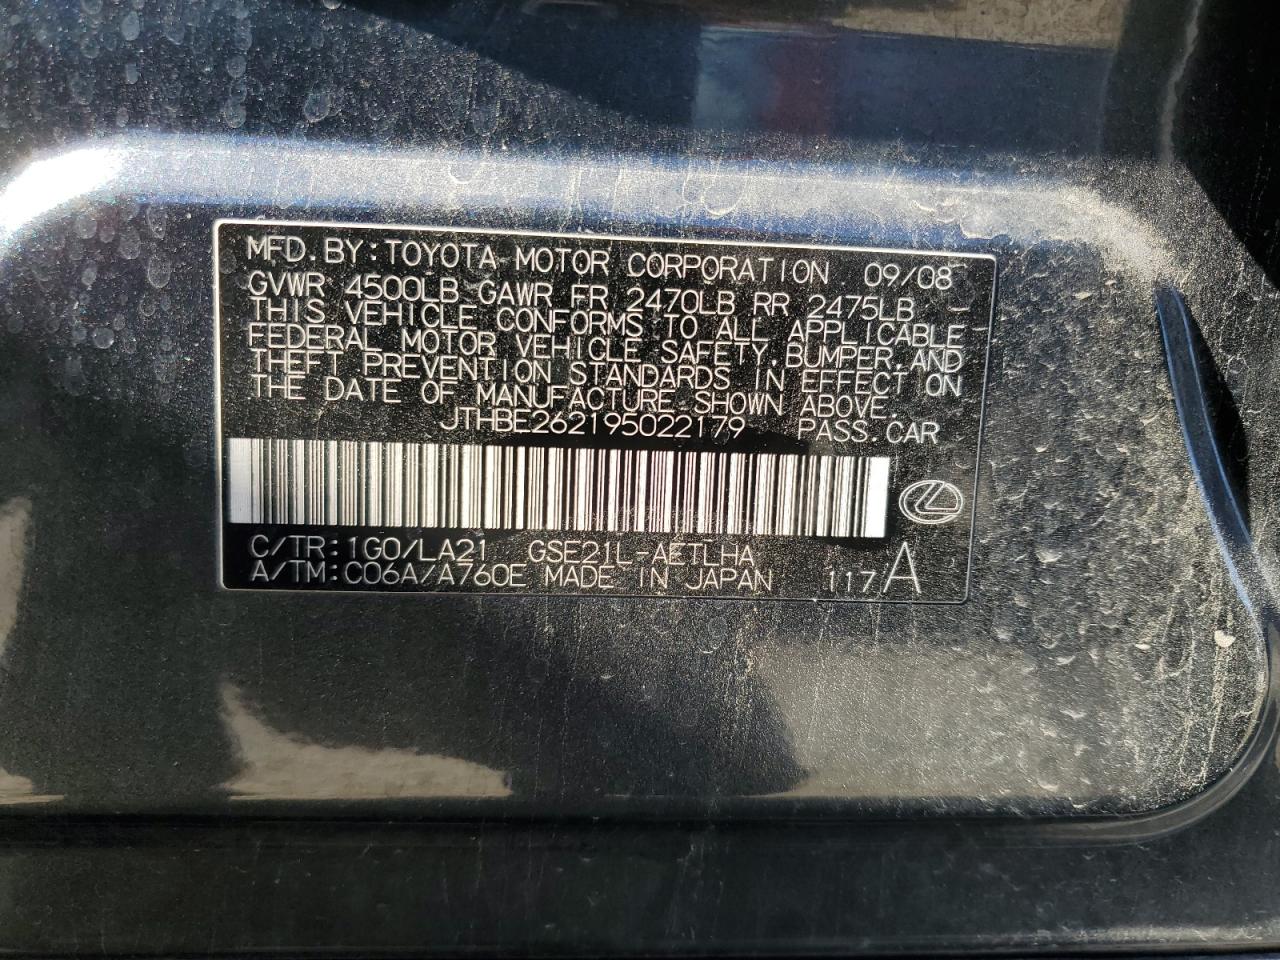 MFD.BY:TOYOTA MOTOR CORPORATION 09/08
GVWR 4500LB GAWR FR 2470LB RR 2475LB
THIS VEHICLE CONFORMS TO ALL APPLICABLE
FEDERAL MOTOR VEHICLE SAFETY,BUMPER,AND
THEFT PREVENTION STANDARDS IN EFFECT ON
THE DATE OF MANUFACTURE SHOWN ABOVE.
JTHBE262195022179 PASS.CAR
C/TR:1G0/LA21 GSE21L-AETLHA
A/TM:C06A/A760E MADE IN JAPAN 117A